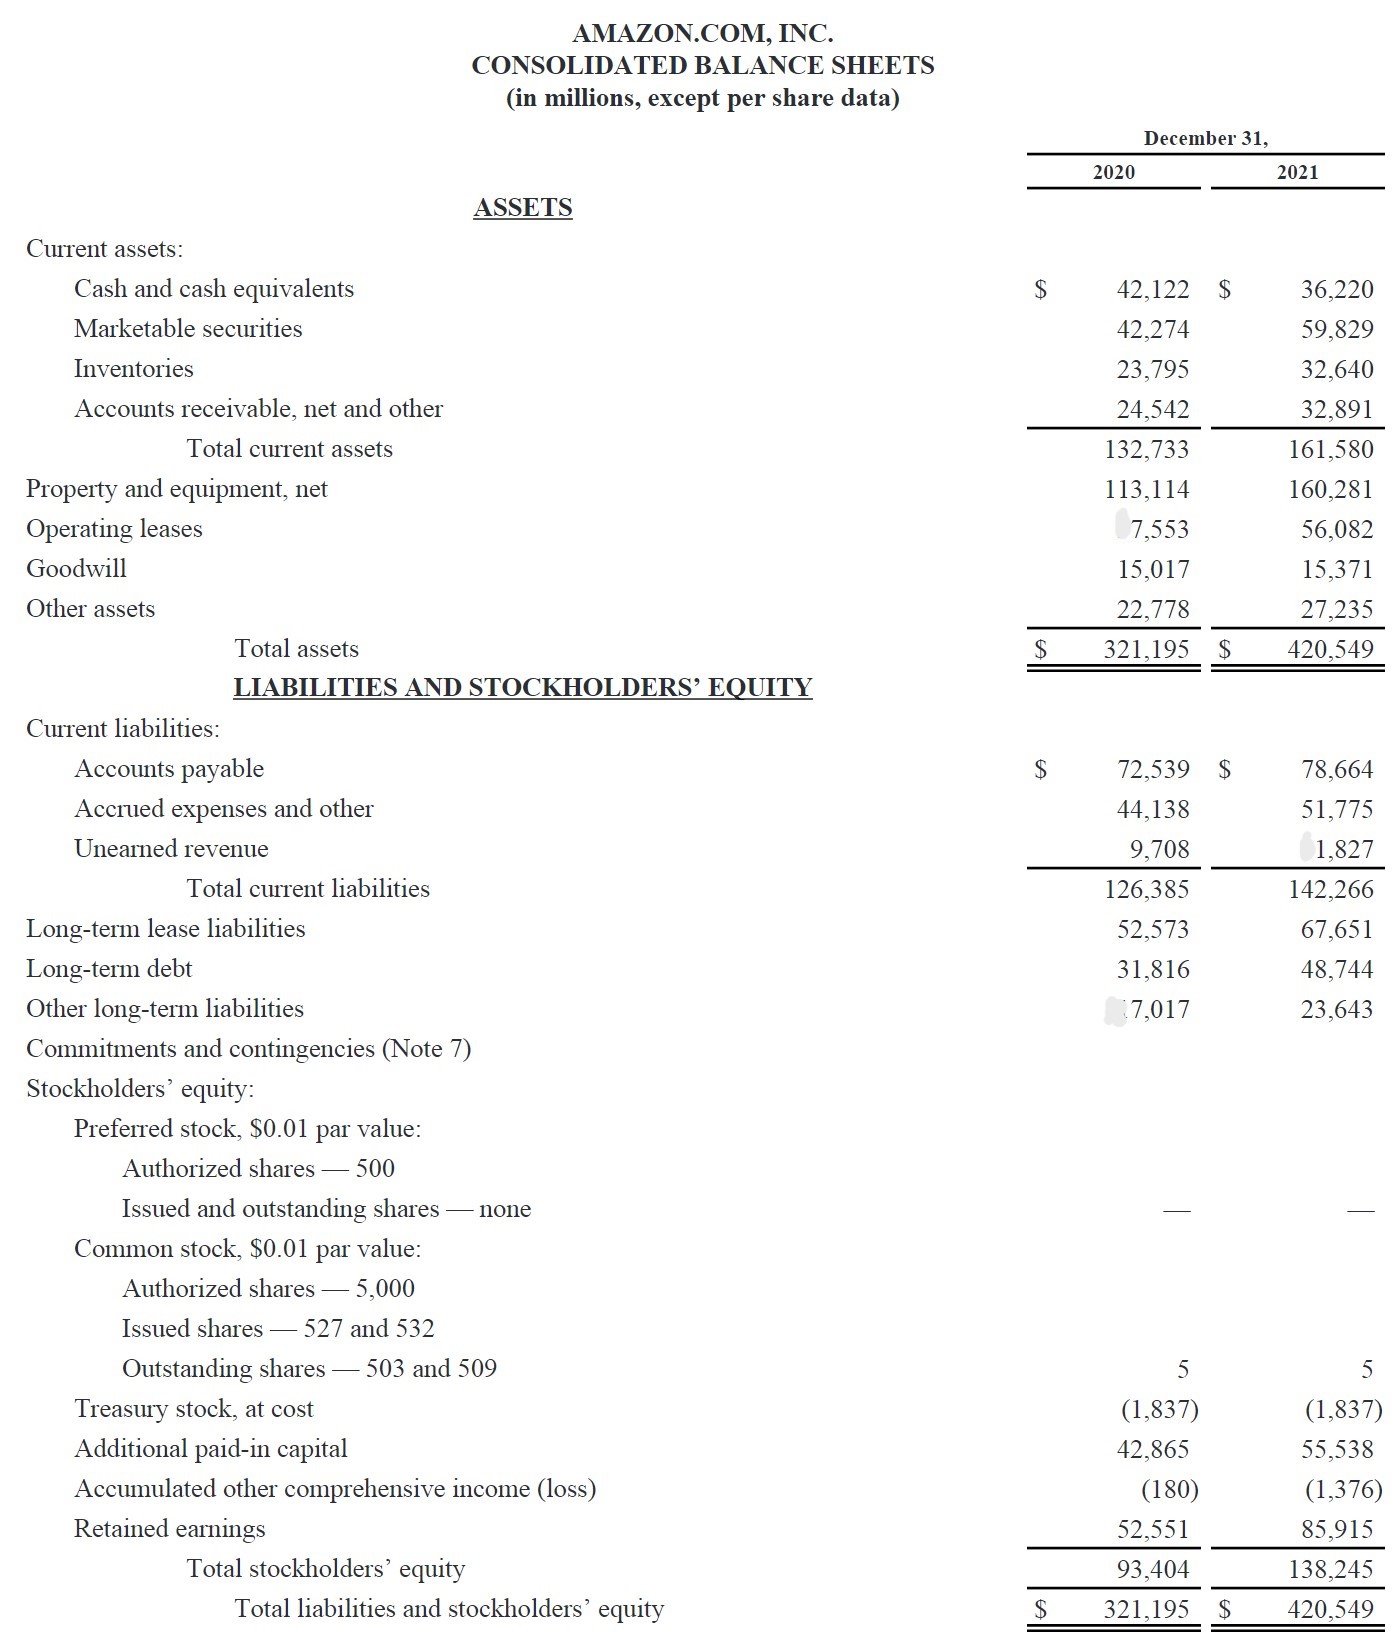 AMAZON.COM, INC.
CONSOLIDATED BALANCE SHEETS
(in millions, except per share data)
December 31,
2020 2021
ASSETS
Current assets:
Cash and cash equivalents $ 42,122 $ 36,220
Marketable securities 42,274 59,829
Inventories 23,795 32,640
Accounts receivable, net and other 24,542 32,891
Total current assets 132,733 161,580
Property and equipment, net 113,114 160,281
Operating leases 7,553 56,082
Goodwill 15,017 15,371
Other assets 22,778 27,235
Total assets $ 321,195 $ 420,549
LIABILITIES AND STOCKHOLDERS’ EQUITY
Current liabilities:
Accounts payable $ 72,539 $ 78,664
Accrued expenses and other 44,138 51,775
Unearned revenue 9,708 1,827
Total current liabilities 126,385 142,266
Long-term lease liabilities 52,573 67,651
Long-term debt 31,816 48,744
Other long-term liabilities 7,017 23,643
Commitments and contingencies (Note 7)
Stockholders’ equity:
Preferred stock, $0.01 par value:
Authorized shares — 500
Issued and outstanding shares — none — —
Common stock, $0.01 par value:
Authorized shares — 5,000
Issued shares — 527 and 532
Outstanding shares — 503 and 509 5 5
Treasury stock, at cost (1,837) (1,837)
Additional paid-in capital 42,865 55,538
Accumulated other comprehensive income (loss) (180) (1,376)
Retained earnings 52,551 85,915
Total stockholders’ equity 93,404 138,245
Total liabilities and stockholders’ equity $ 321,195 $ 420,549